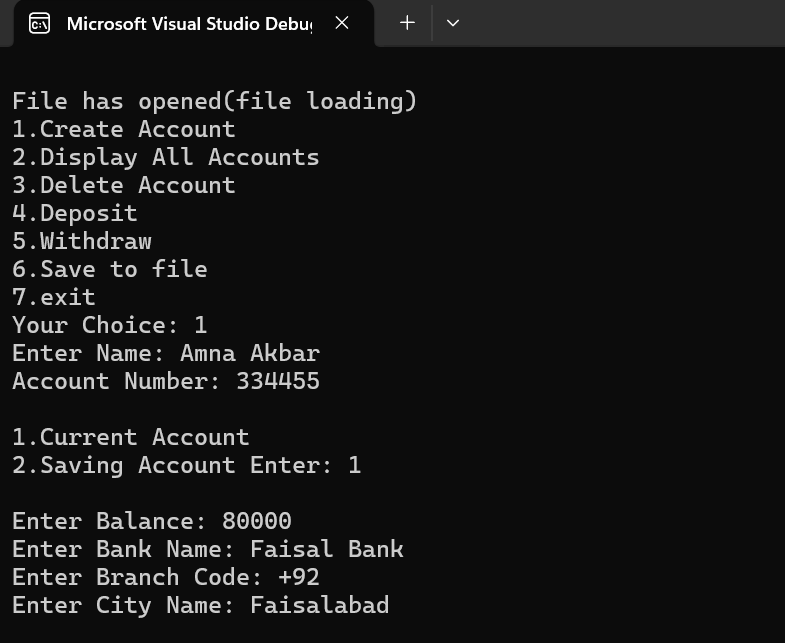 Microsoft Visual Studio Debu
File has opened(file loading)
1.Create Account
2.Display All Accounts
3.Delete Account
4.Deposit
5.Withdraw
6.Save to file
7.exit
Your Choice: 1
Enter Name: Amna Akbar
Account Number: 334455
1.Current Account
2.Saving Account Enter: 1
Enter Balance: 80000
Enter Bank Name: Faisal Bank
Enter Branch Code: +92
Enter City Name: Faisalabad